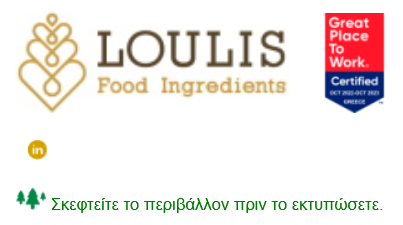 LOULIS
Food Ingredients
Great
Place
To
Work.
Certified
OCT 2022-OCT 2023
GREECE
in
Σκεφτείτε το περιβάλλον πριν το εκτυπώσετε.